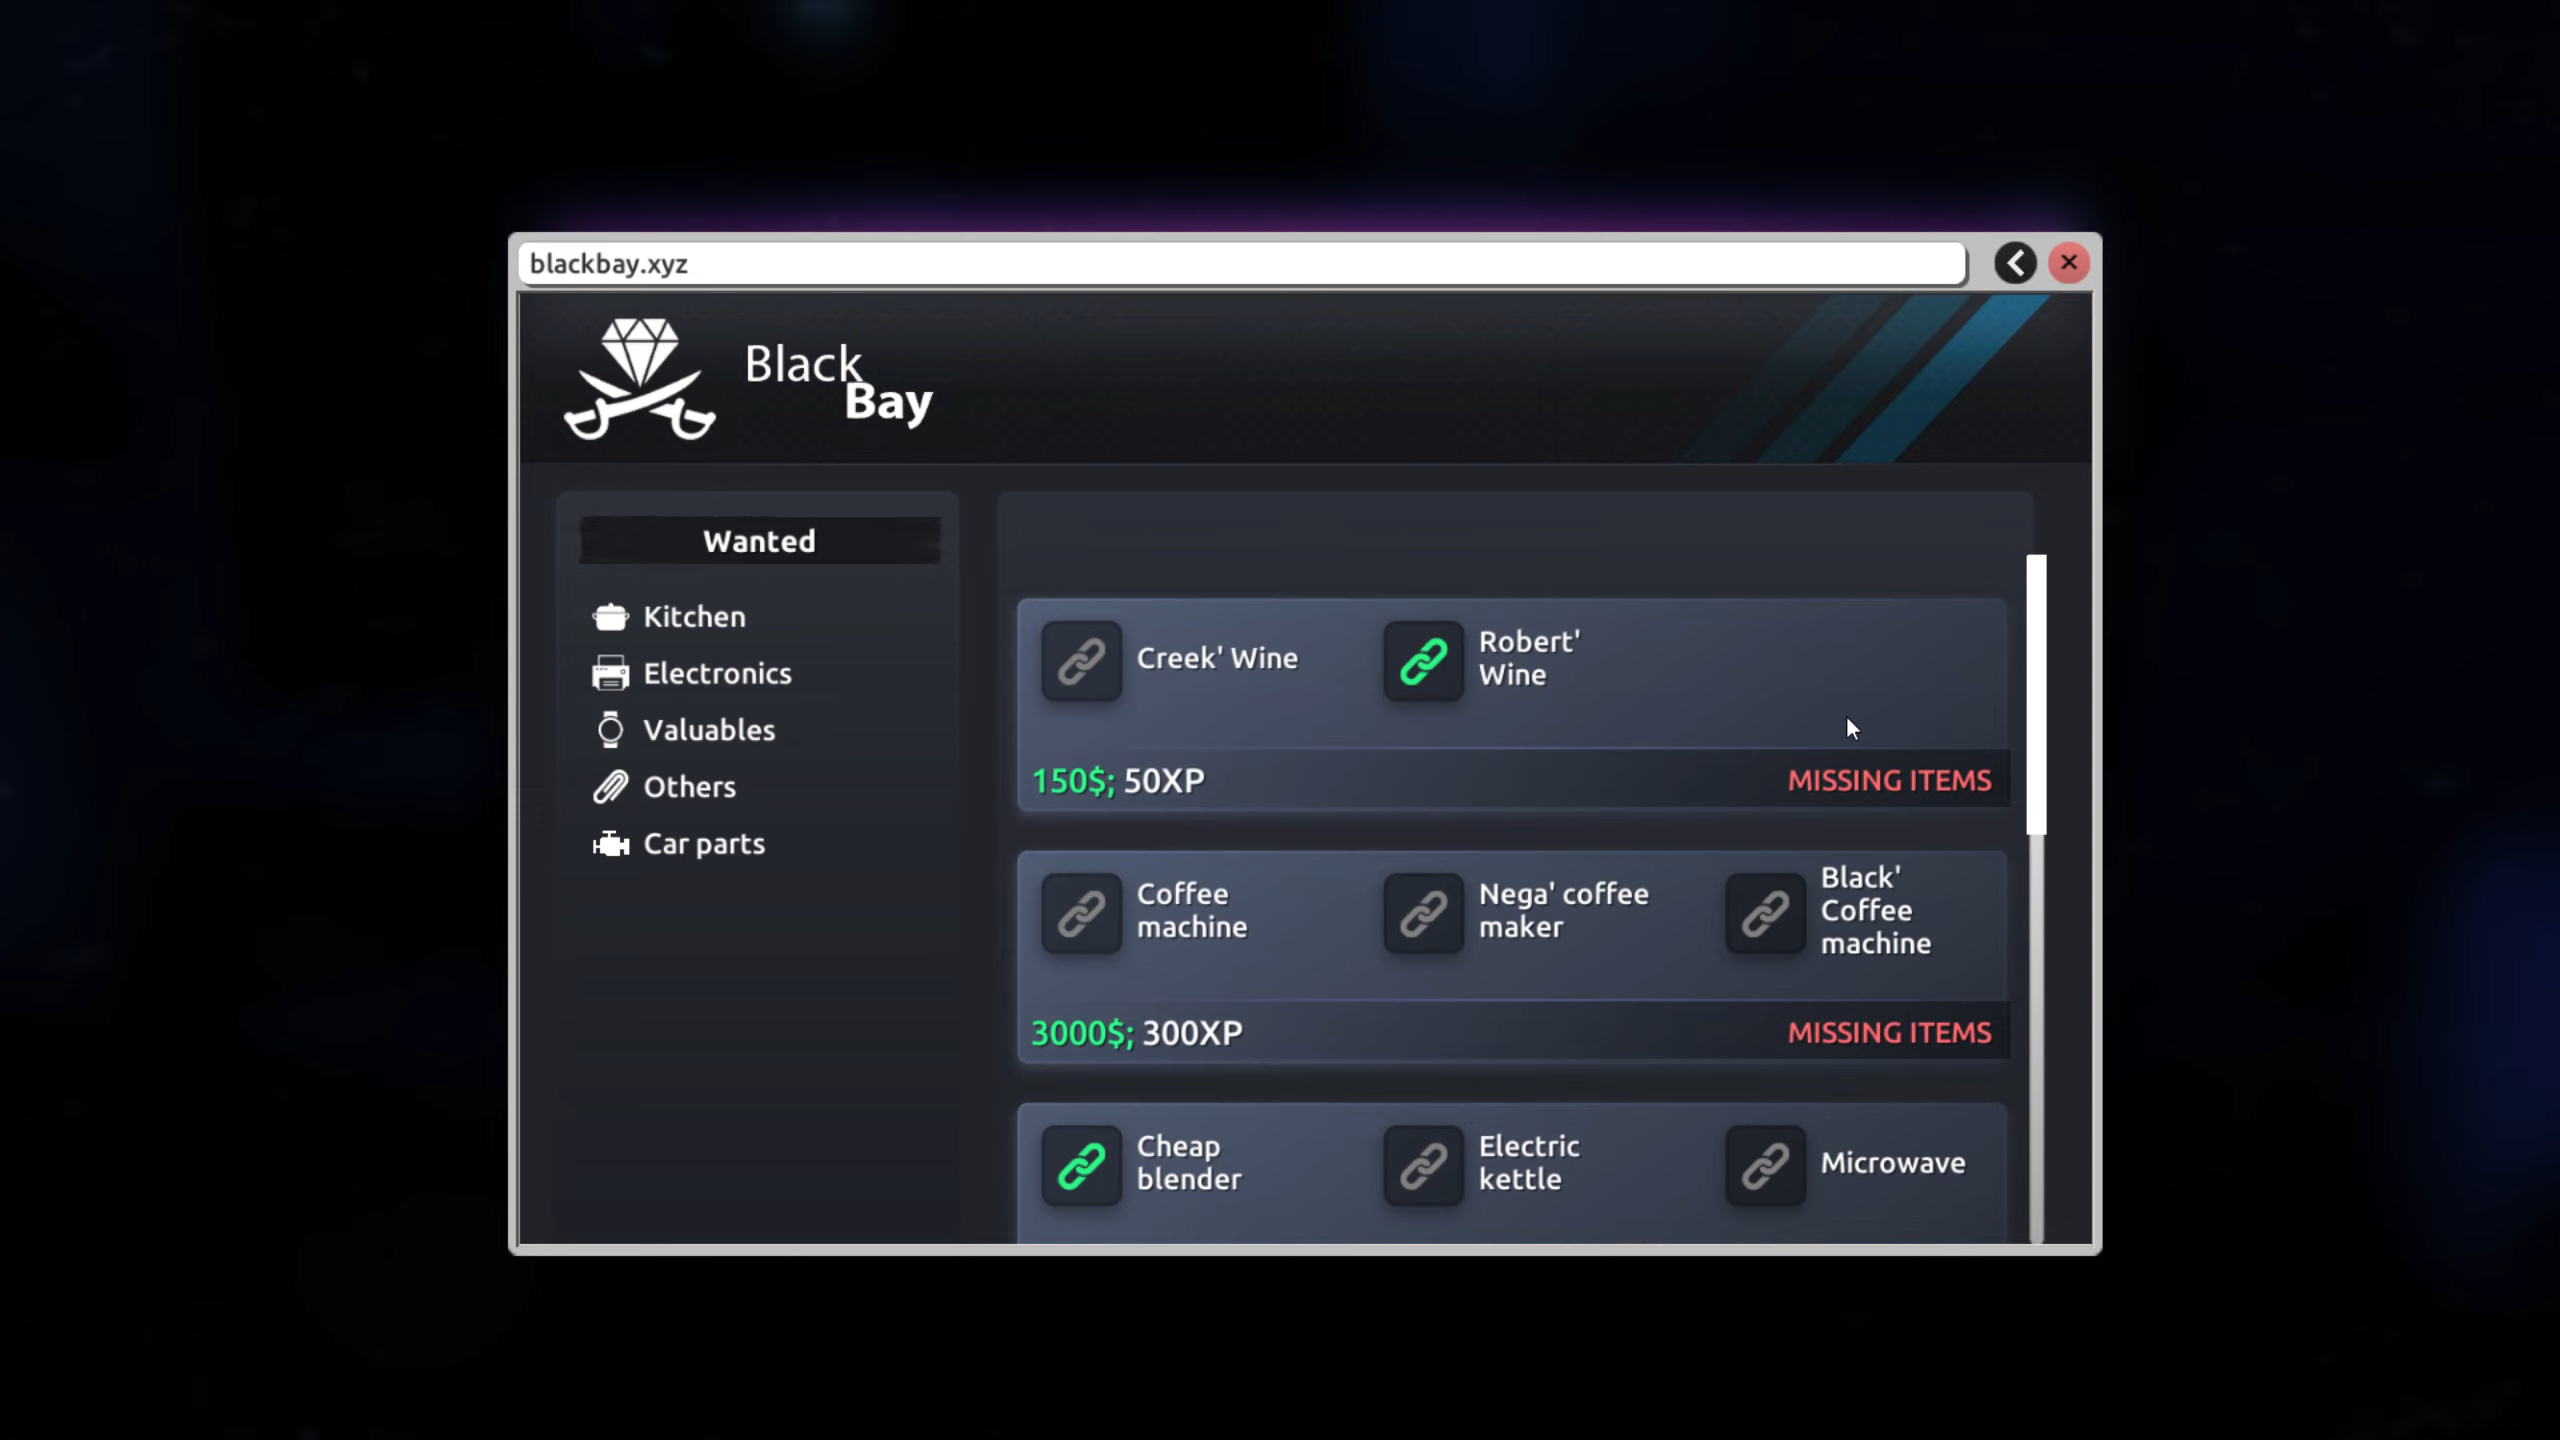 blackbay.xyz
Black
Bay
Wanted
Kitchen
Electronics
Valuables
Others
Car parts
Creek' Wine
Robert'
Wine
150$; 50XP
MISSING ITEMS
Coffee
machine
Nega' coffee
maker
Black'
Coffee
machine
3000$; 300XP
MISSING ITEMS
Cheap
blender
Electric
kettle
Microwave